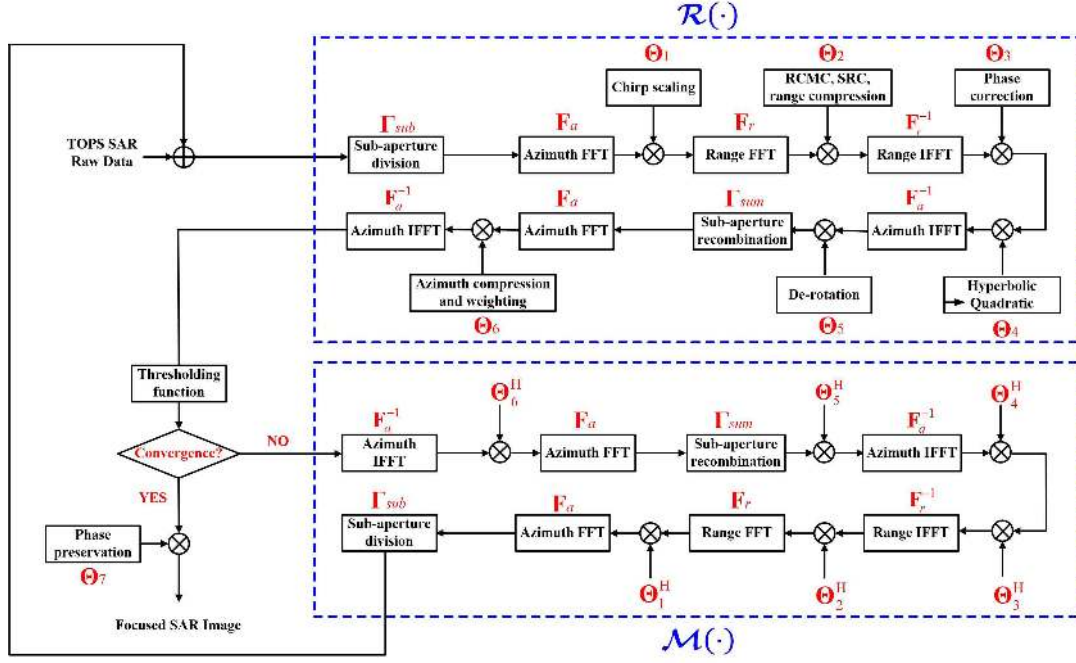 𝓡(·)
Θ₁
Θ₂
Θ₃
Chirp scaling
RCMC, SRC,
range compression
Phase
correction
TOPS SAR
Raw Data
Γsub
Sub-aperture
division
Fₐ
Azimuth FFT
Fᵣ
Range FFT
Fᵣ⁻¹
Range IFFT
Fₐ⁻¹
Azimuth IFFT
Fₐ
Azimuth FFT
Γsum
Sub-aperture
recombination
Fₐ⁻¹
Azimuth IFFT
Azimuth compression
and weighting
Θ₆
De-rotation
Θ₅
Hyperbolic
Quadratic
Θ₄
Thresholding
function
Convergence?
NO
YES
Phase
preservation
Θ₇
Focused SAR Image
Fₐ⁻¹
Azimuth
IFFT
Θ₆ᴴ
Fₐ
Azimuth FFT
Γsum
Sub-aperture
recombination
Θ₅ᴴ
Fₐ⁻¹
Azimuth IFFT
Θ₄ᴴ
Γsub
Sub-aperture
division
Fₐ
Azimuth FFT
Fᵣ
Range FFT
Fᵣ⁻¹
Range IFFT
Θ₁ᴴ
Θ₂ᴴ
Θ₃ᴴ
𝓜(·)